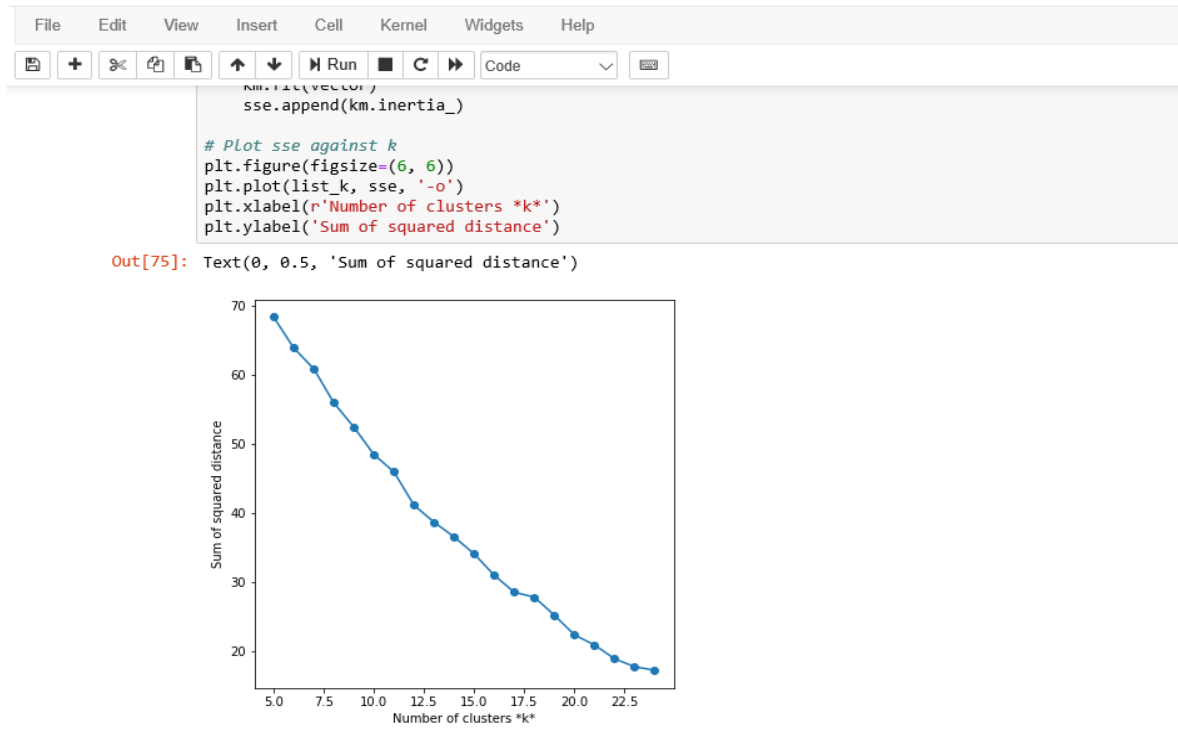 File Edit View Insert Cell Kernel Widgets Help
Run Code
km.fit(vector)
sse.append(km.inertia_)
# Plot sse against k
plt.figure(figsize=(6, 6))
plt.plot(list_k, sse, '-o')
plt.xlabel(r'Number of clusters *k*')
plt.ylabel('Sum of squared distance')
Out[75]: Text(0, 0.5, 'Sum of squared distance')
70
60
50
40
30
20
Sum of squared distance
5.0 7.5 10.0 12.5 15.0 17.5 20.0 22.5
Number of clusters *k*